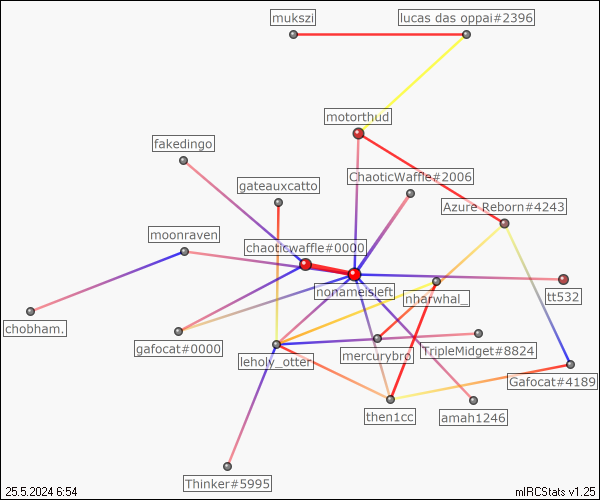 mukszi
lucas das oppai#2396
motorthud
fakedingo
ChaoticWaffle#2006
gateauxcatto
Azure Reborn#4243
moonraven
chaoticwaffle#0000
nonameisleft
nharwhal_
tt532
chobham.
gafocat#0000
leholy_otter
mercurybro
TripleMidget#8824
Gafocat#4189
then1cc
amah1246
Thinker#5995
25.5.2024 6:54
mIRCStats v1.25